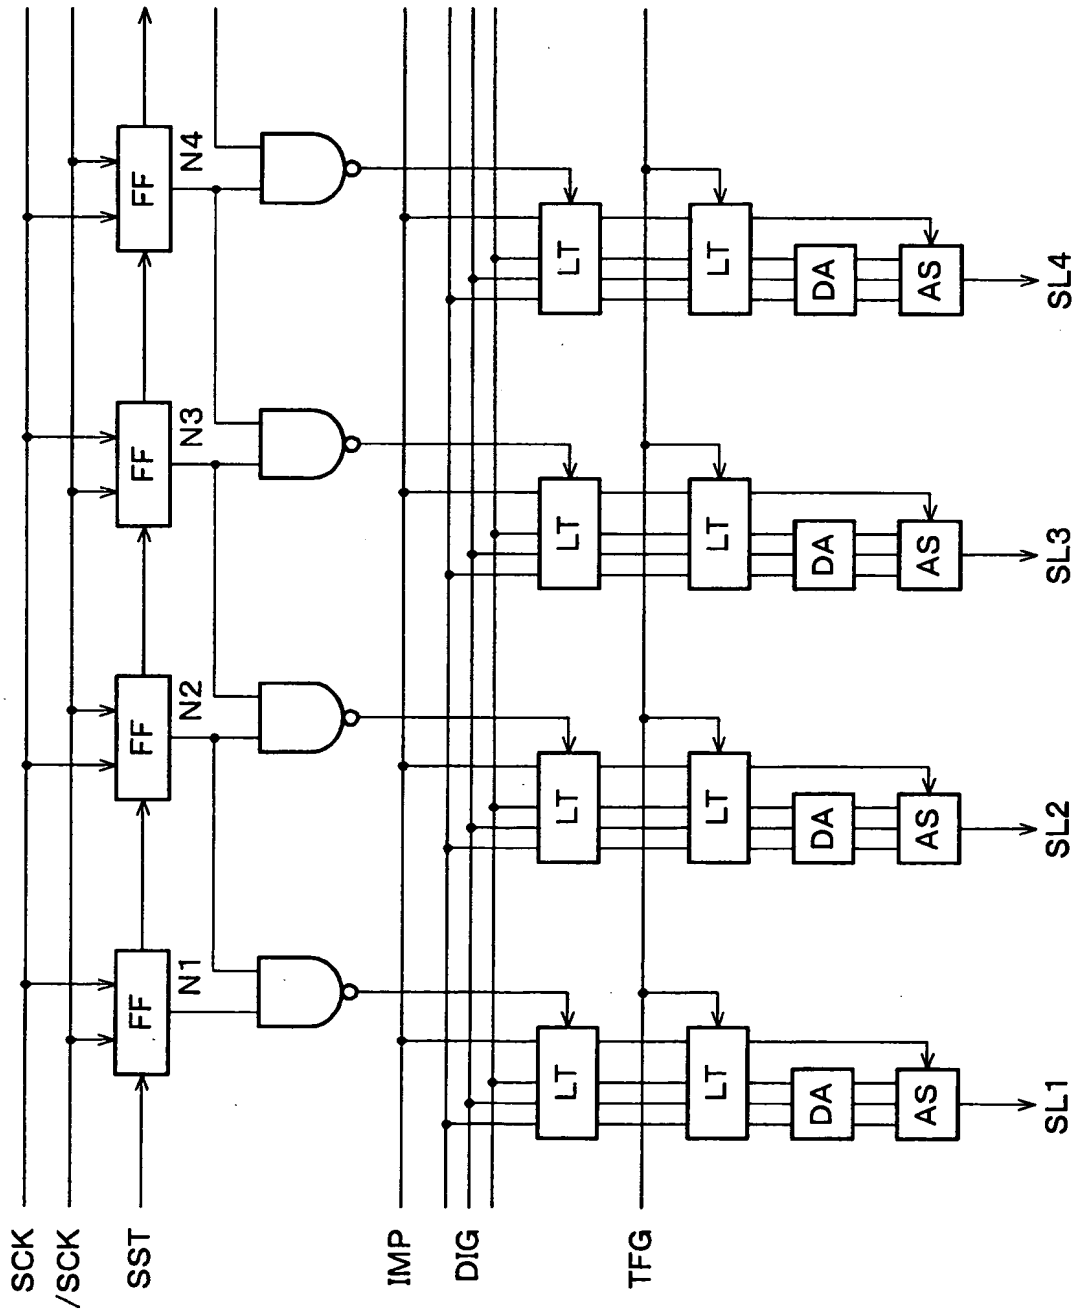 SCK
/SCK
SST
IMP
DIG
TFG
FF
FF
FF
FF
N1
N2
N3
N4
LT
LT
LT
LT
LT
LT
LT
LT
DA
DA
DA
DA
AS
AS
AS
AS
SL1
SL2
SL3
SL4